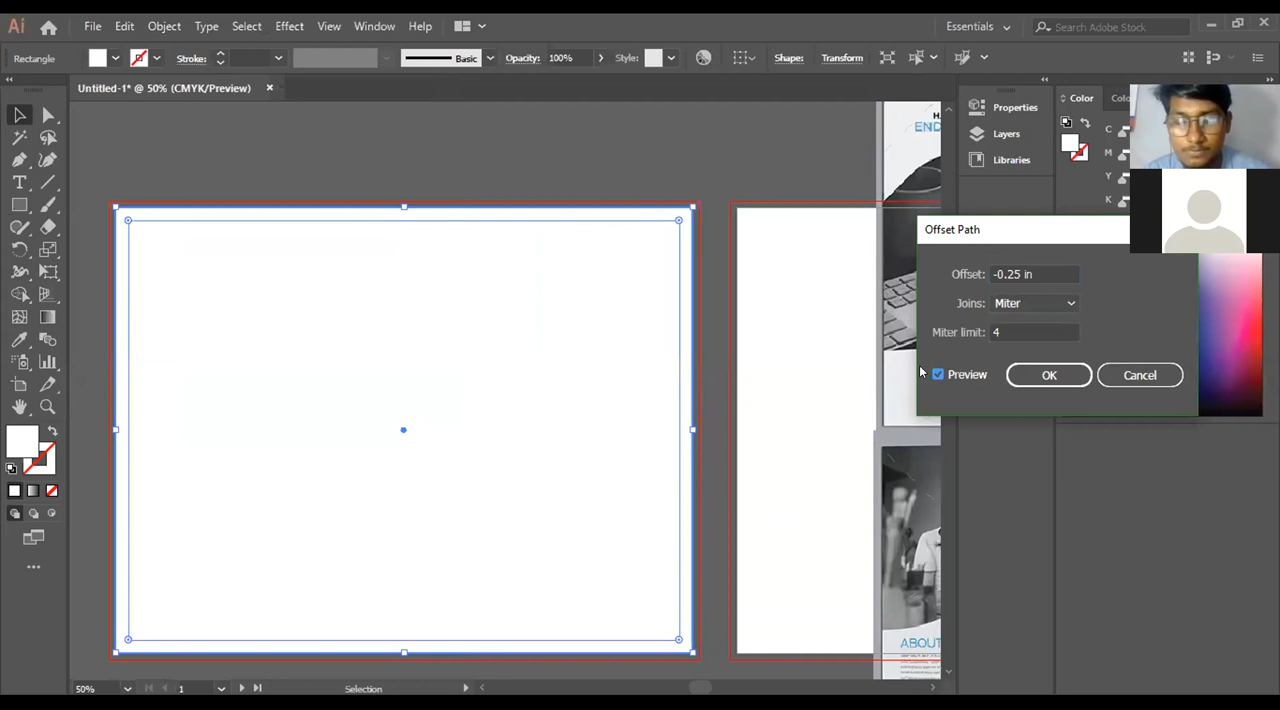 Ai File Edit Object Type Select Effect View Window Help Essentials Search Adobe Stock
Rectangle Stroke: Basic Opacity: 100% Style: Shape: Transform
Untitled-1* @ 50% (CMYK/Preview)
Properties
Layers
Libraries
Color
C
M
Y
K
END
Offset Path
Offset: -0.25 in
Joins: Miter
Miter limit: 4
Preview OK Cancel
ABOUT
50% 1 Selection